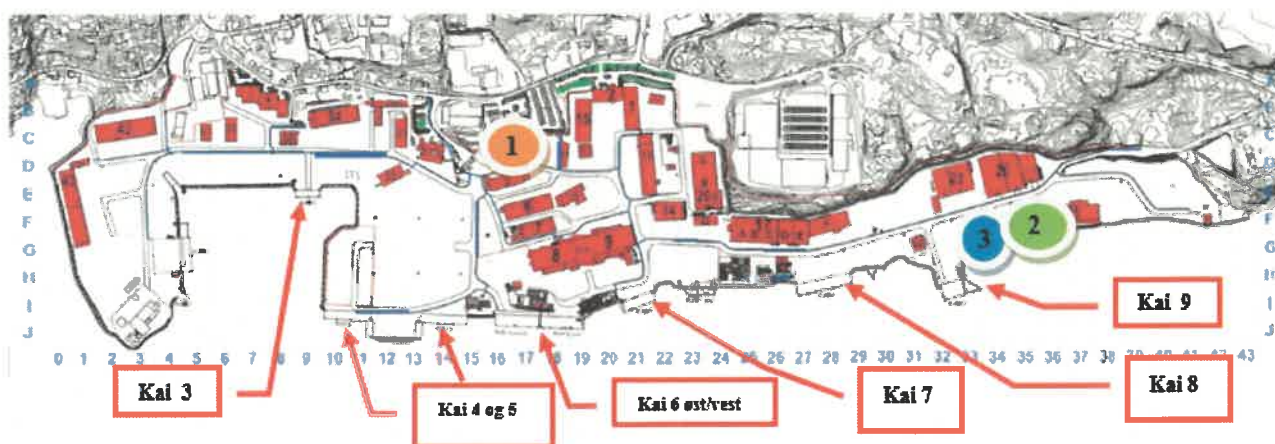 B
C
D
E
F
G
H
I
J
C
D
F
G
I
J
1
2
3
42
8
9
0 1 2 3 4 5 6 7 8 9 10 11 12 13 14 15 16 17 18 19 20 21 22 23 24 25 26 27 28 29 30 31 32 33 34 35 36 37 38 39 40 41 42 43
Kai 9
Kai 3
Kai 4 og 5
Kai 6 øst/vest
Kai 7
Kai 8